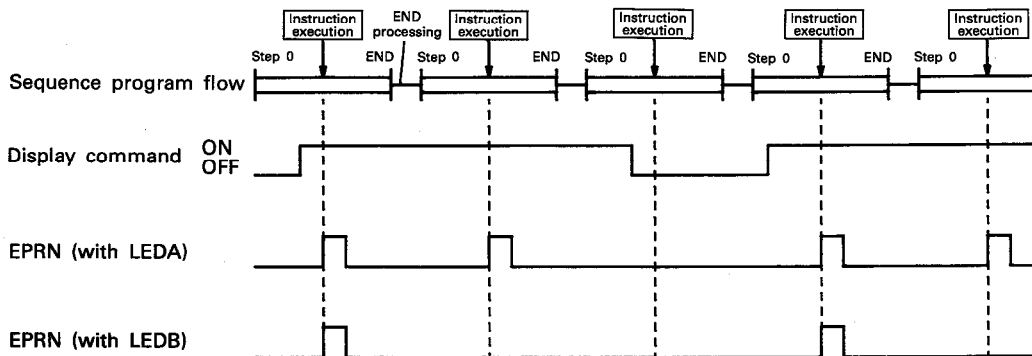 Instruction
execution
END
processing
Instruction
execution
Instruction
execution
Instruction
execution
Instruction
execution
Step 0
END
Step 0
END
Step 0
END
Step 0
END
Step 0
Sequence program flow
Display command
ON
OFF
EPRN (with LEDA)
EPRN (with LEDB)